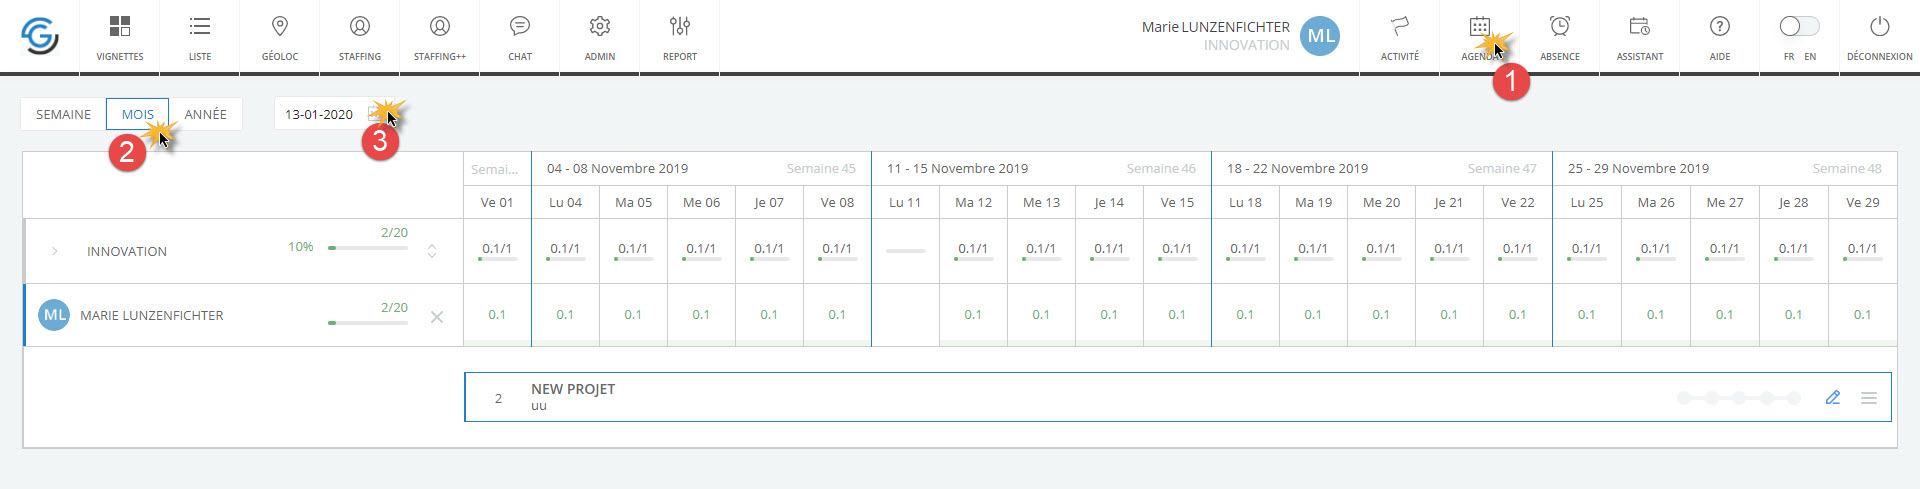 VIGNETTES LISTE GÉOLOC STAFFING STAFFING++ CHAT ADMIN REPORT
Marie LUNZENFICHTER
INNOVATION
ML
ACTIVITÉ AGENDA ABSENCE ASSISTANT AIDE FR EN DÉCONNEXION
1
SEMAINE MOIS ANNÉE 13-01-2020
2 3
Semai... 04 - 08 Novembre 2019 Semaine 45 11 - 15 Novembre 2019 Semaine 46 18 - 22 Novembre 2019 Semaine 47 25 - 29 Novembre 2019 Semaine 48
Ve 01 Lu 04 Ma 05 Me 06 Je 07 Ve 08 Lu 11 Ma 12 Me 13 Je 14 Ve 15 Lu 18 Ma 19 Me 20 Je 21 Ve 22 Lu 25 Ma 26 Me 27 Je 28 Ve 29
INNOVATION 10% 2/20 0.1/1 0.1/1 0.1/1 0.1/1 0.1/1 0.1/1 0.1/1 0.1/1 0.1/1 0.1/1 0.1/1 0.1/1 0.1/1 0.1/1 0.1/1 0.1/1 0.1/1 0.1/1 0.1/1 0.1/1
ML MARIE LUNZENFICHTER 2/20 0.1 0.1 0.1 0.1 0.1 0.1 0.1 0.1 0.1 0.1 0.1 0.1 0.1 0.1 0.1 0.1 0.1 0.1 0.1 0.1
2 NEW PROJET
uu